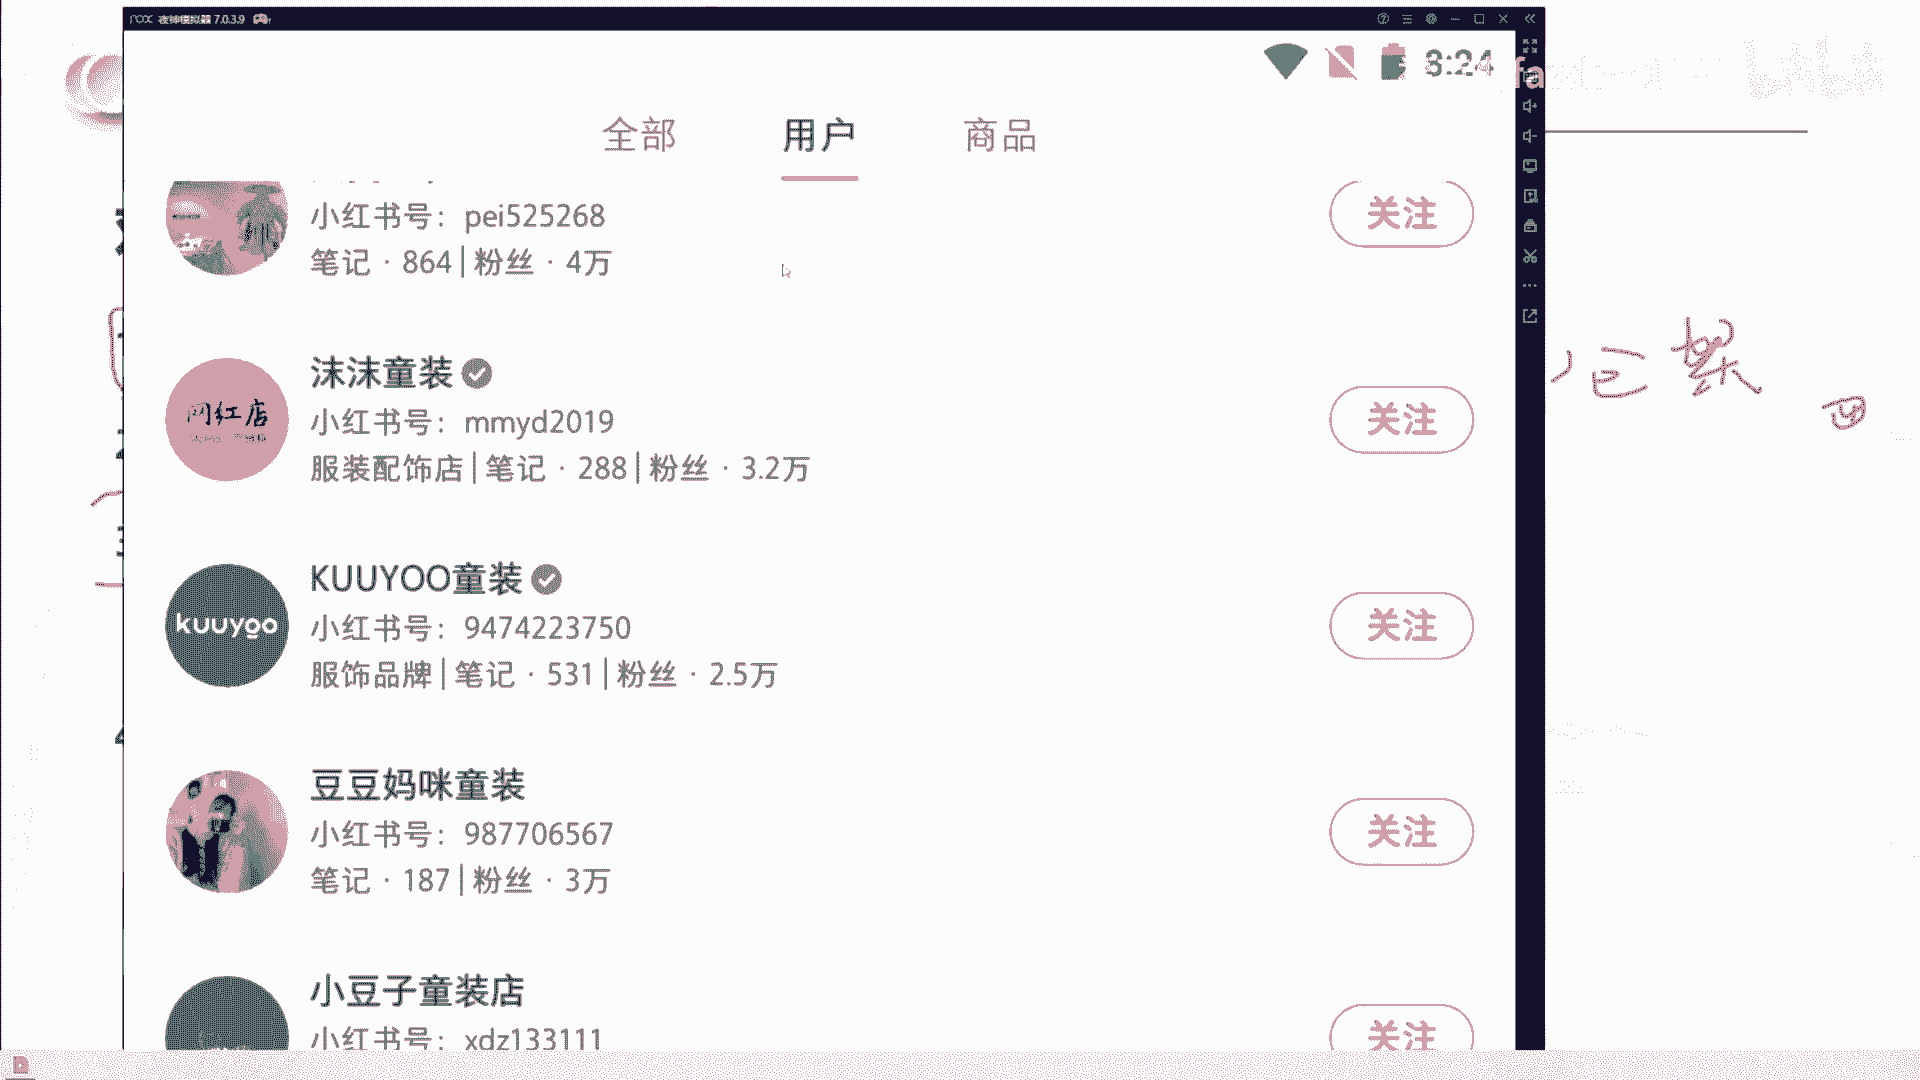 nox 夜神模拟器 7.0.3.9
3:24
fa
全部 用户 商品
小红书号：pei525268
关注
笔记 · 864 | 粉丝 · 4万
沫沫童装
网红店
小红书号：mmyd2019
关注
服装配饰店 | 笔记 · 288 | 粉丝 · 3.2万
KUUYOO童装
kuuyoo
小红书号：9474223750
关注
服饰品牌 | 笔记 · 531 | 粉丝 · 2.5万
豆豆妈咪童装
小红书号：987706567
关注
笔记 · 187 | 粉丝 · 3万
小豆子童装店
小红书号：xdz133111
关注